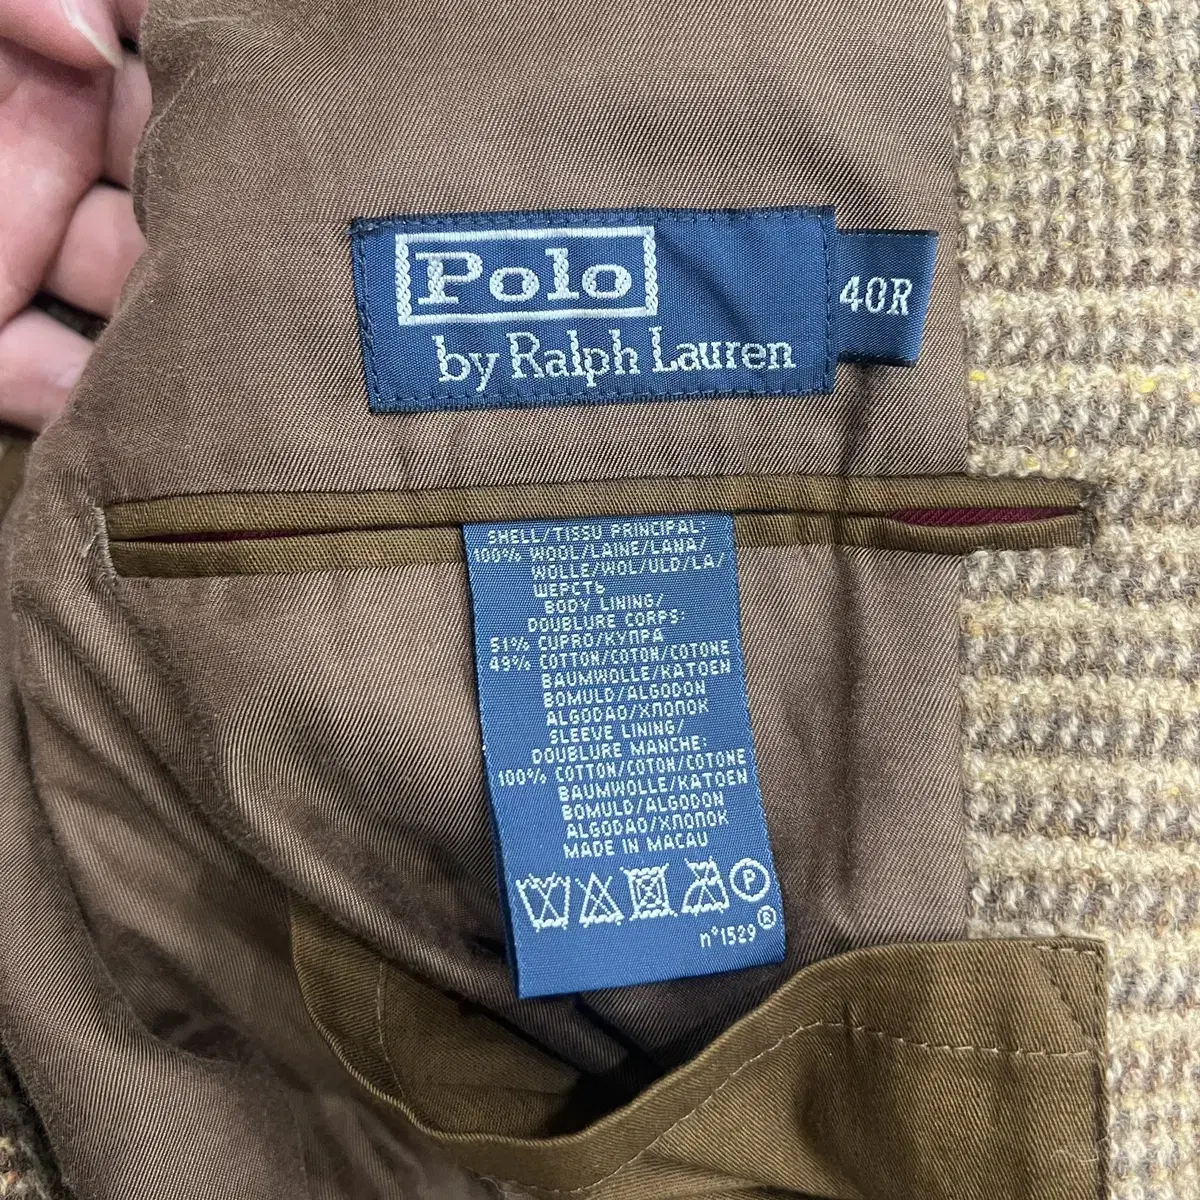 Polo
by Ralph Lauren
40R
SHELL/TISSU PRINCIPAL:
100% WOOL/LAINE/LANA/
WOLLE/WOL/ULD/LA/
ШЕРСТЬ
BODY LINING/
DOUBLURE CORPS:
51% CUPRO/КУПРА
49% COTTON/COTON/COTONE
BAUMWOLLE/KATOEN
BOMULD/ALGODON
ALGODAO/ХЛОПОК
SLEEVE LINING/
DOUBLURE MANCHE:
100% COTTON/COTON/COTONE
BAUMWOLLE/KATOEN
BOMULD/ALGODON
ALGODAO/ХЛОПОК
MADE IN MACAU
P
n°1529®